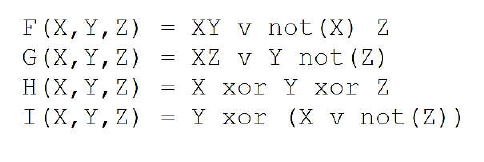 F(X,Y,Z) = XY v not(X) Z
G(X,Y,Z) = XZ v Y not(Z)
H(X,Y,Z) = X xor Y xor Z
I(X,Y,Z) = Y xor (X v not(Z))